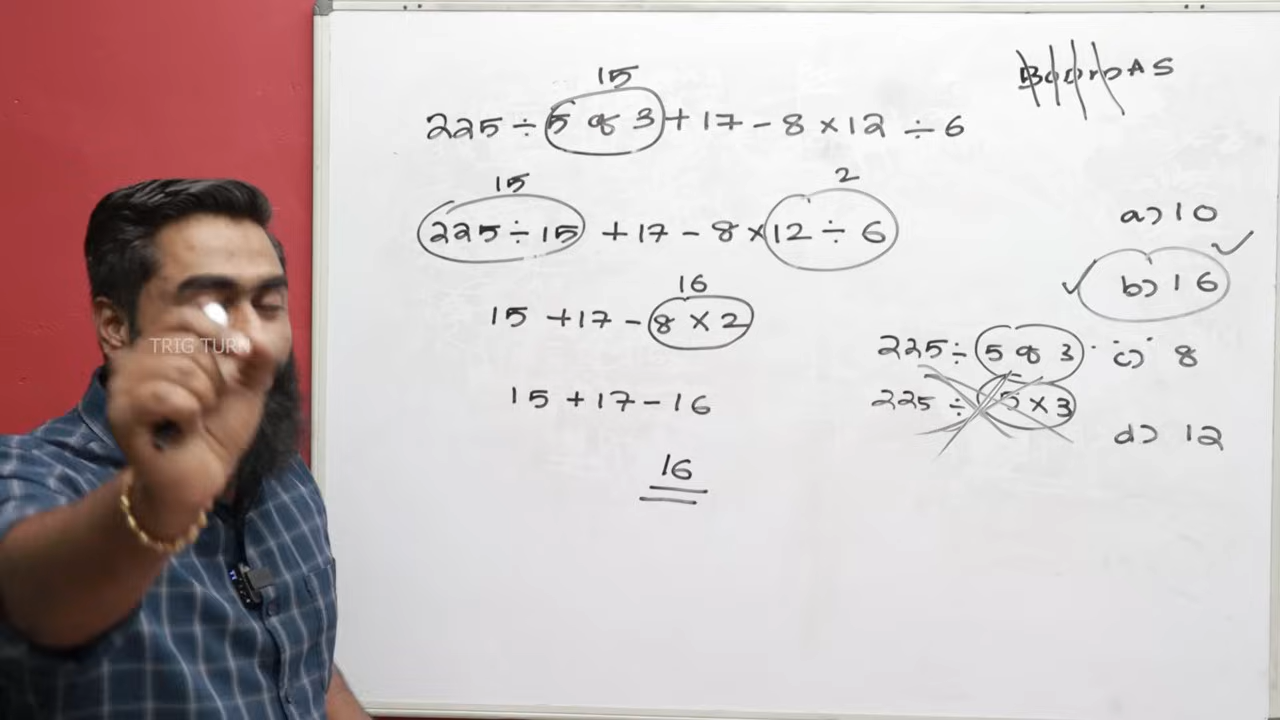 BODMAS
15
225 ÷ 5 of 3 + 17 - 8 × 12 ÷ 6
15 2
225 ÷ 15 + 17 - 8 × 12 ÷ 6
16
15 + 17 - 8 × 2
15 + 17 - 16
16
a) 10
b) 16
c) 8
d) 12
225 ÷ 5 of 3
225 ÷ 5 × 3
TRIG TURN